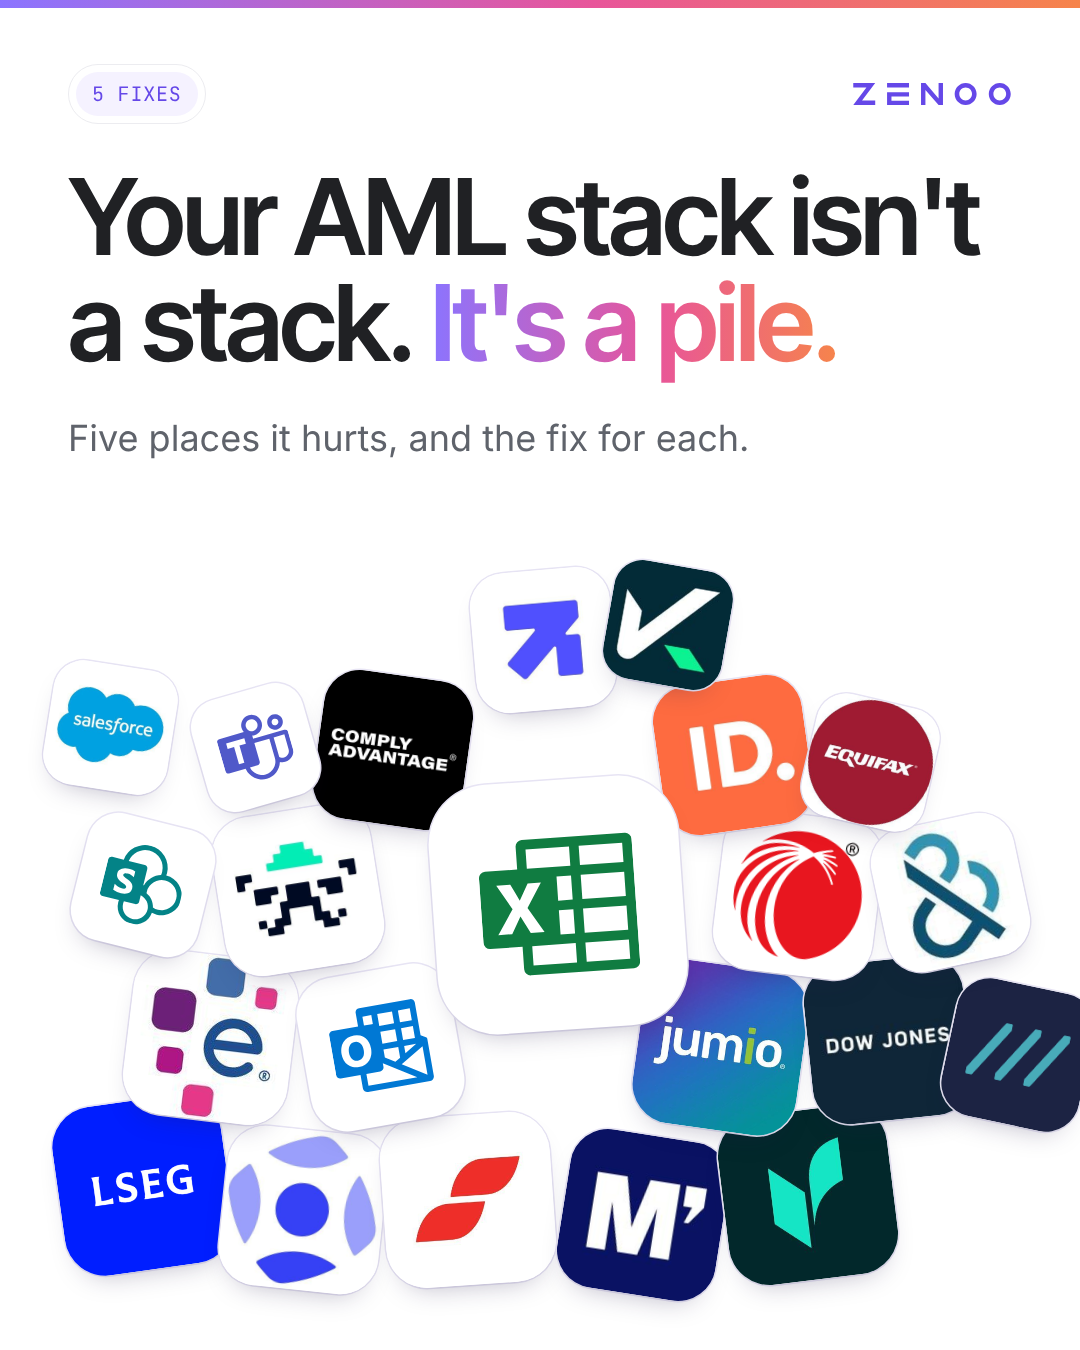 5 FIXES
ZENOO
Your AML stack isn't
a stack. It's a pile.
Five places it hurts, and the fix for each.
salesforce
T
COMPLY
ADVANTAGE®
ID.
EQUIFAX
S
X
®
e®
O
jumio®
DOW JONES
LSEG
M’